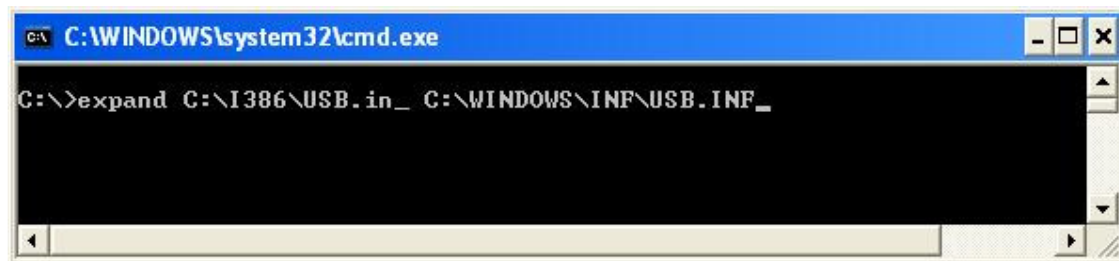 C:\WINDOWS\system32\cmd.exe
C:\>expand C:\I386\USB.in_ C:\WINDOWS\INF\USB.INF_